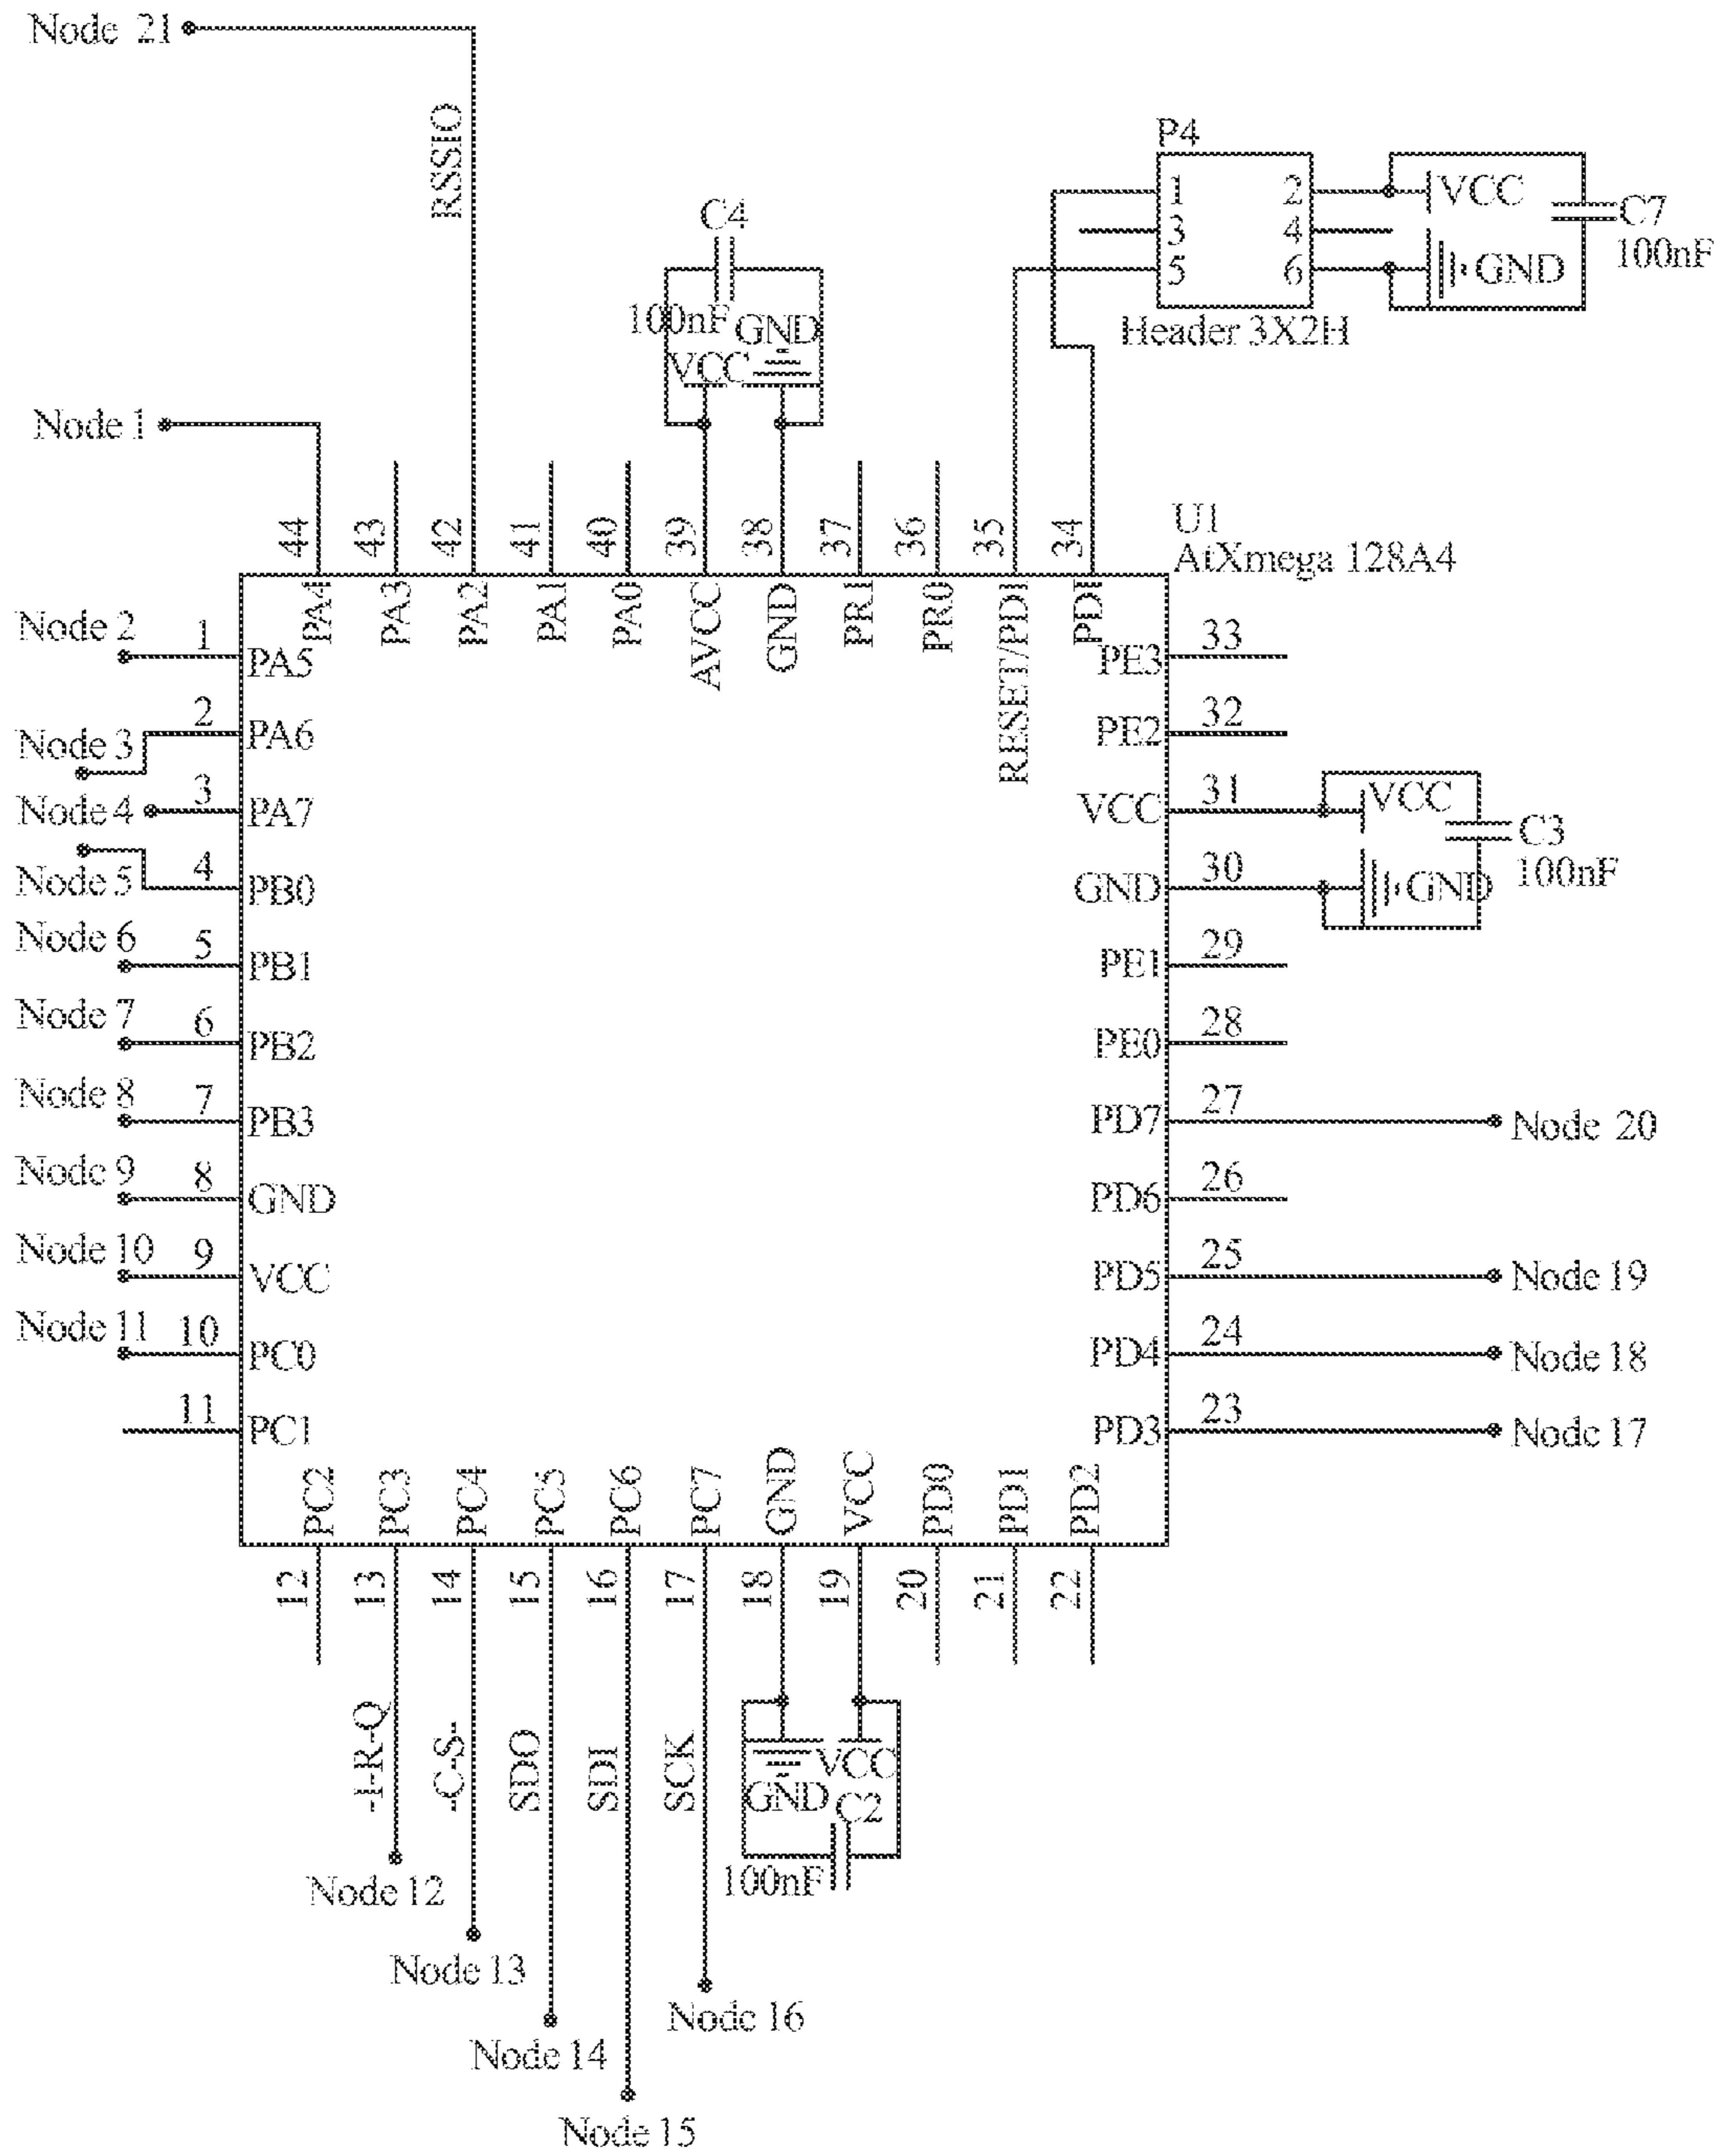 Node 21
RSSIO
P4
1 2 VCC
3 4
5 6 GND
C7
100nF
Header 3X2H
C4
100nF
GND
VCC
Node 1
44 43 42 41 40 39 38 37 36 35 34
U1
AtXmega 128A4
PA4 PA3 PA2 PA1 PA0 AVCC GND PR1 PR0 RESET/PDI PDI
Node 2 1 PA5
Node 3 2 PA6
Node 4 3 PA7
Node 5 4 PB0
Node 6 5 PB1
Node 7 6 PB2
Node 8 7 PB3
Node 9 8 GND
Node 10 9 VCC
Node 11 10 PC0
11 PC1
PE3 33
PE2 32
VCC 31 VCC
GND 30 GND
C3
100nF
PE1 29
PE0 28
PD7 27 Node 20
PD6 26
PD5 25 Node 19
PD4 24 Node 18
PD3 23 Node 17
PC2 PC3 PC4 PC5 PC6 PC7 GND VCC PD0 PD1 PD2
12 13 14 15 16 17 18 19 20 21 22
-I-R-Q
-C-S-
SDO
SDI
SCK
GND
VCC
C2
100nF
Node 12
Node 13
Node 16
Node 14
Node 15